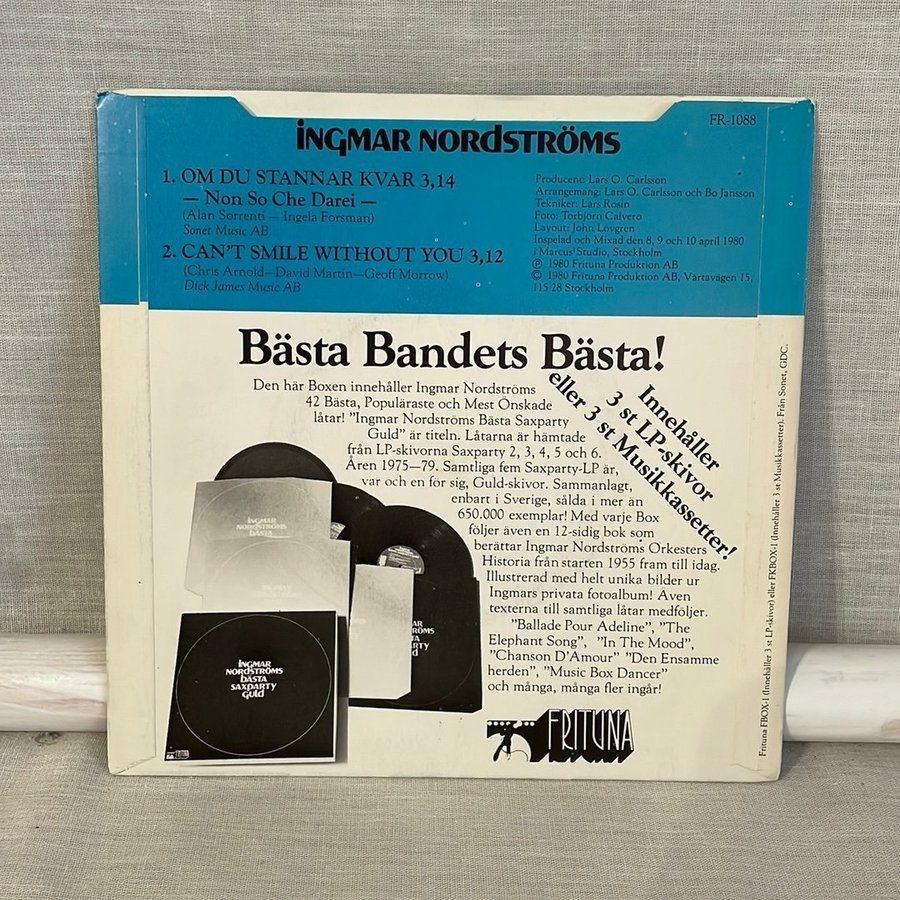 INGMAR NORDSTRÖMS
FR-1088
1. OM DU STANNAR KVAR 3,14
— Non So Che Darei —
(Alan Sorrenti — Ingela Forsman)
Sonet Music AB
2. CAN'T SMILE WITHOUT YOU 3,12
(Chris Arnold—David Martin—Geoff Morrow)
Dick James Music AB
Producent: Lars O. Carlsson
Arrangemang: Lars O. Carlsson och Bo Jansson
Tekniker: Lars Rosin
Foto: Torbjörn Calvero
Layout: John Lövgren
Inspelad och Mixad den 8, 9 och 10 april 1980
i Marcus Studio, Stockholm
Ⓟ 1980 Frituna Produktion AB
© 1980 Frituna Produktion AB, Värtavägen 15,
115 28 Stockholm
Bästa Bandets Bästa!
Innehåller
3 st LP-skivor
eller 3 st Musikkassetter!
Den här Boxen innehåller Ingmar Nordströms
42 Bästa, Populäraste och Mest Önskade
låtar! "Ingmar Nordströms Bästa Saxparty
Guld" är titeln. Låtarna är hämtade
från LP-skivorna Saxparty 2, 3, 4, 5 och 6.
Åren 1975—79. Samtliga fem Saxparty-LP är,
var och en för sig, Guld-skivor. Sammanlagt,
enbart i Sverige, sålda i mer än
650.000 exemplar! Med varje Box
följer även en 12-sidig bok som
berättar Ingmar Nordströms Orkesters
Historia från starten 1955 fram till idag.
Illustrerad med helt unika bilder ur
Ingmars privata fotoalbum! Även
texterna till samtliga låtar medföljer.
"Ballade Pour Adeline", "The
Elephant Song", "In The Mood",
"Chanson D'Amour" "Den Ensamme
herden", "Music Box Dancer"
och många, många fler ingår!
INGMAR
NORDSTRÖMS
BÄSTA
INGMAR
NORDSTRÖMS
BÄSTA
SAXPARTY
GULD
FRITUNA
Frituna FBOX-1 (Innehåller 3 st LP-skivor) eller FKBOX-1 (Innehåller 3 st Musikkassetter). Från Sonet, GDC.